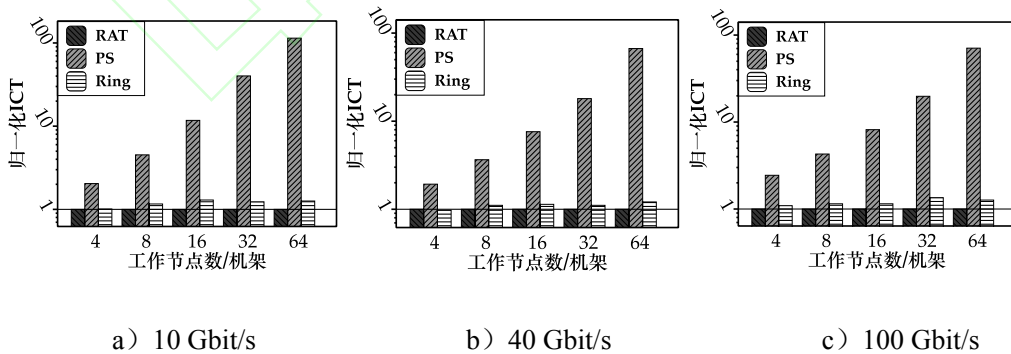 100
10
1
归一化ICT
RAT
PS
Ring
4 8 16 32 64
工作节点数/机架
a）10 Gbit/s
100
10
1
归一化ICT
RAT
PS
Ring
4 8 16 32 64
工作节点数/机架
b）40 Gbit/s
100
10
1
归一化ICT
RAT
PS
Ring
4 8 16 32 64
工作节点数/机架
c）100 Gbit/s